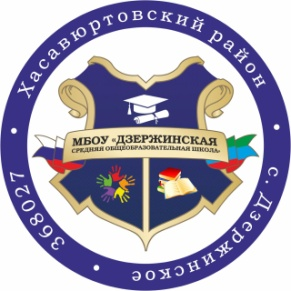 Хасавюртовский район
МБОУ «ДЗЕРЖИНСКАЯ
СРЕДНЯЯ ОБЩЕОБРАЗОВАТЕЛЬНАЯ ШКОЛА»
368027 • с. Дзержинское